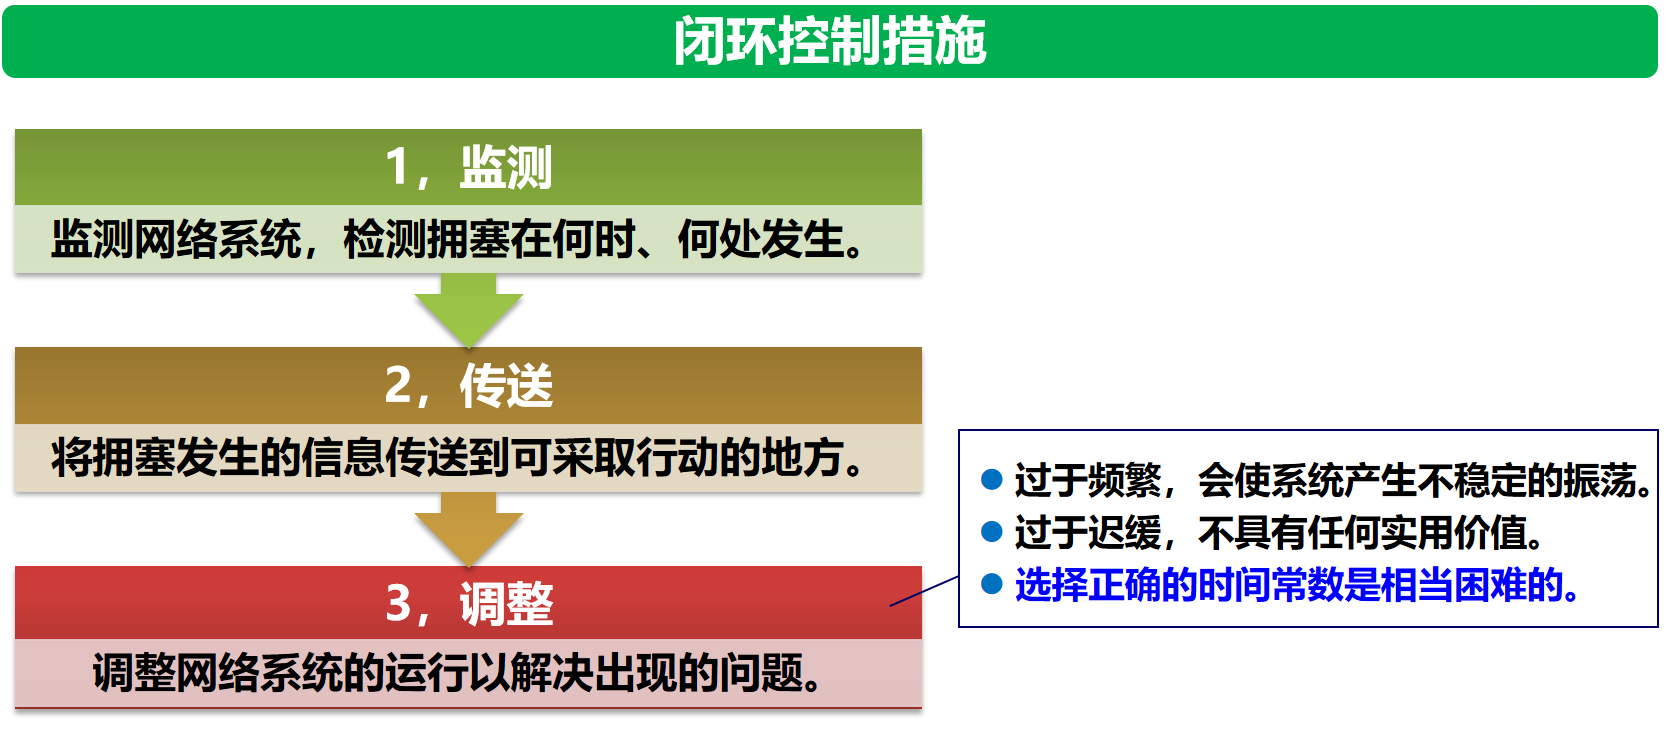 闭环控制措施
1，监测
监测网络系统，检测拥塞在何时、何处发生。
2，传送
将拥塞发生的信息传送到可采取行动的地方。
3，调整
调整网络系统的运行以解决出现的问题。
过于频繁，会使系统产生不稳定的振荡。
过于迟缓，不具有任何实用价值。
选择正确的时间常数是相当困难的。